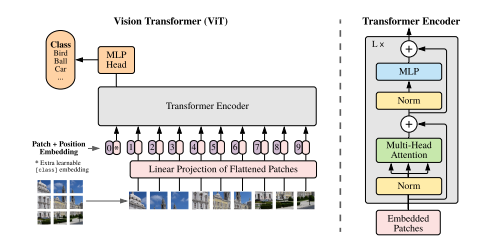 Vision Transformer (ViT)
Class
Bird
Ball
Car
...
MLP
Head
Transformer Encoder
Patch + Position
Embedding
* Extra learnable
[class] embedding
0 * 1 2 3 4 5 6 7 8 9
Linear Projection of Flattened Patches
Transformer Encoder
L ×
+
MLP
Norm
+
Multi-Head
Attention
Norm
Embedded
Patches